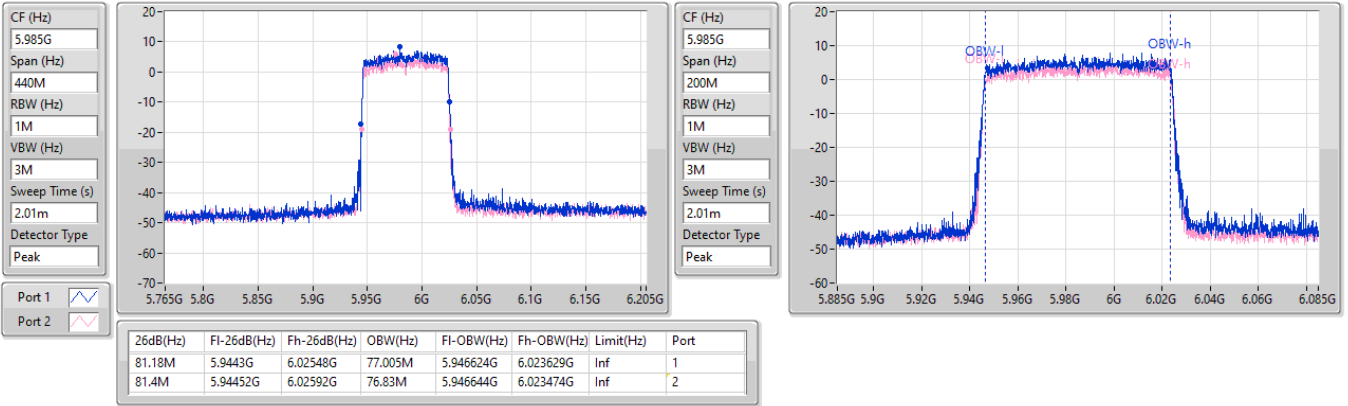 CF (Hz)
5.985G
Span (Hz)
440M
RBW (Hz)
1M
VBW (Hz)
3M
Sweep Time (s)
2.01m
Detector Type
Peak
Port 1
Port 2
20
10
0
-10
-20
-30
-40
-50
-60
-70
5.765G 5.8G 5.85G 5.9G 5.95G 6G 6.05G 6.1G 6.15G 6.205G
CF (Hz)
5.985G
Span (Hz)
200M
RBW (Hz)
1M
VBW (Hz)
3M
Sweep Time (s)
2.01m
Detector Type
Peak
20
10
0
-10
-20
-30
-40
-50
-60
OBW-l
OBW-h
OBW-h
5.885G 5.9G 5.92G 5.94G 5.96G 5.98G 6G 6.02G 6.04G 6.06G 6.085G
26dB(Hz) Fl-26dB(Hz) Fh-26dB(Hz) OBW(Hz) Fl-OBW(Hz) Fh-OBW(Hz) Limit(Hz) Port
81.18M 5.9443G 6.02548G 77.005M 5.946624G 6.023629G Inf 1
81.4M 5.94452G 6.02592G 76.83M 5.946644G 6.023474G Inf 2